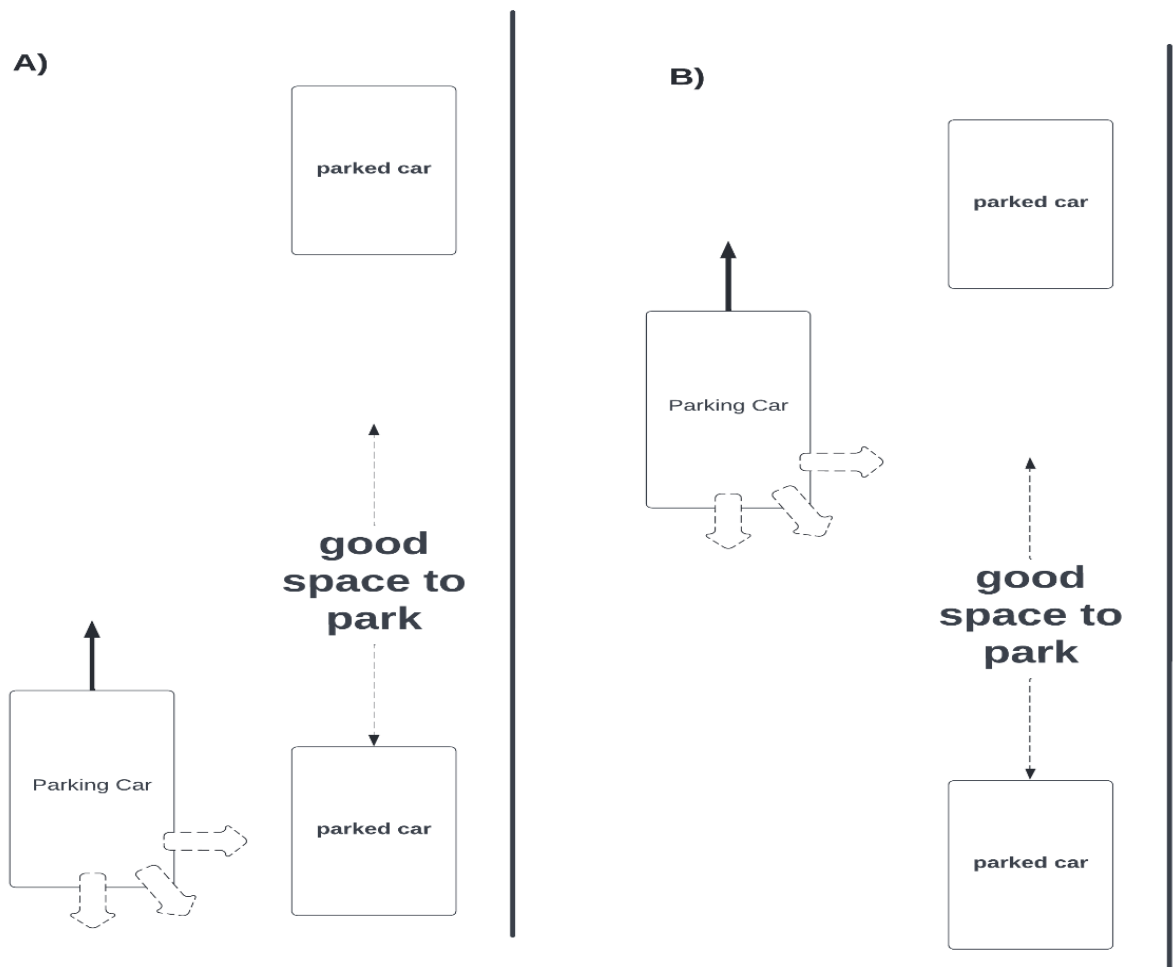 A)
parked car
good
space to
park
Parking Car
parked car
B)
parked car
Parking Car
good
space to
park
parked car